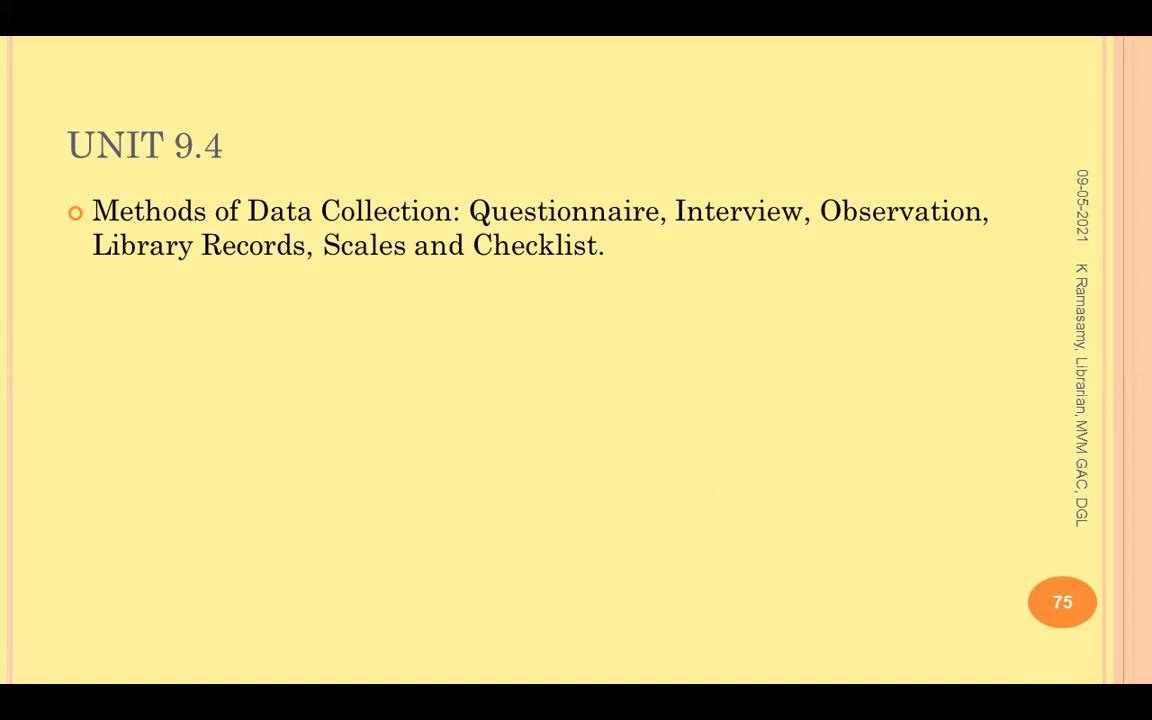 UNIT 9.4
Methods of Data Collection: Questionnaire, Interview, Observation,
Library Records, Scales and Checklist.
09-05-2021 K Ramasamy, Librarian, MVM GAC, DGL
75